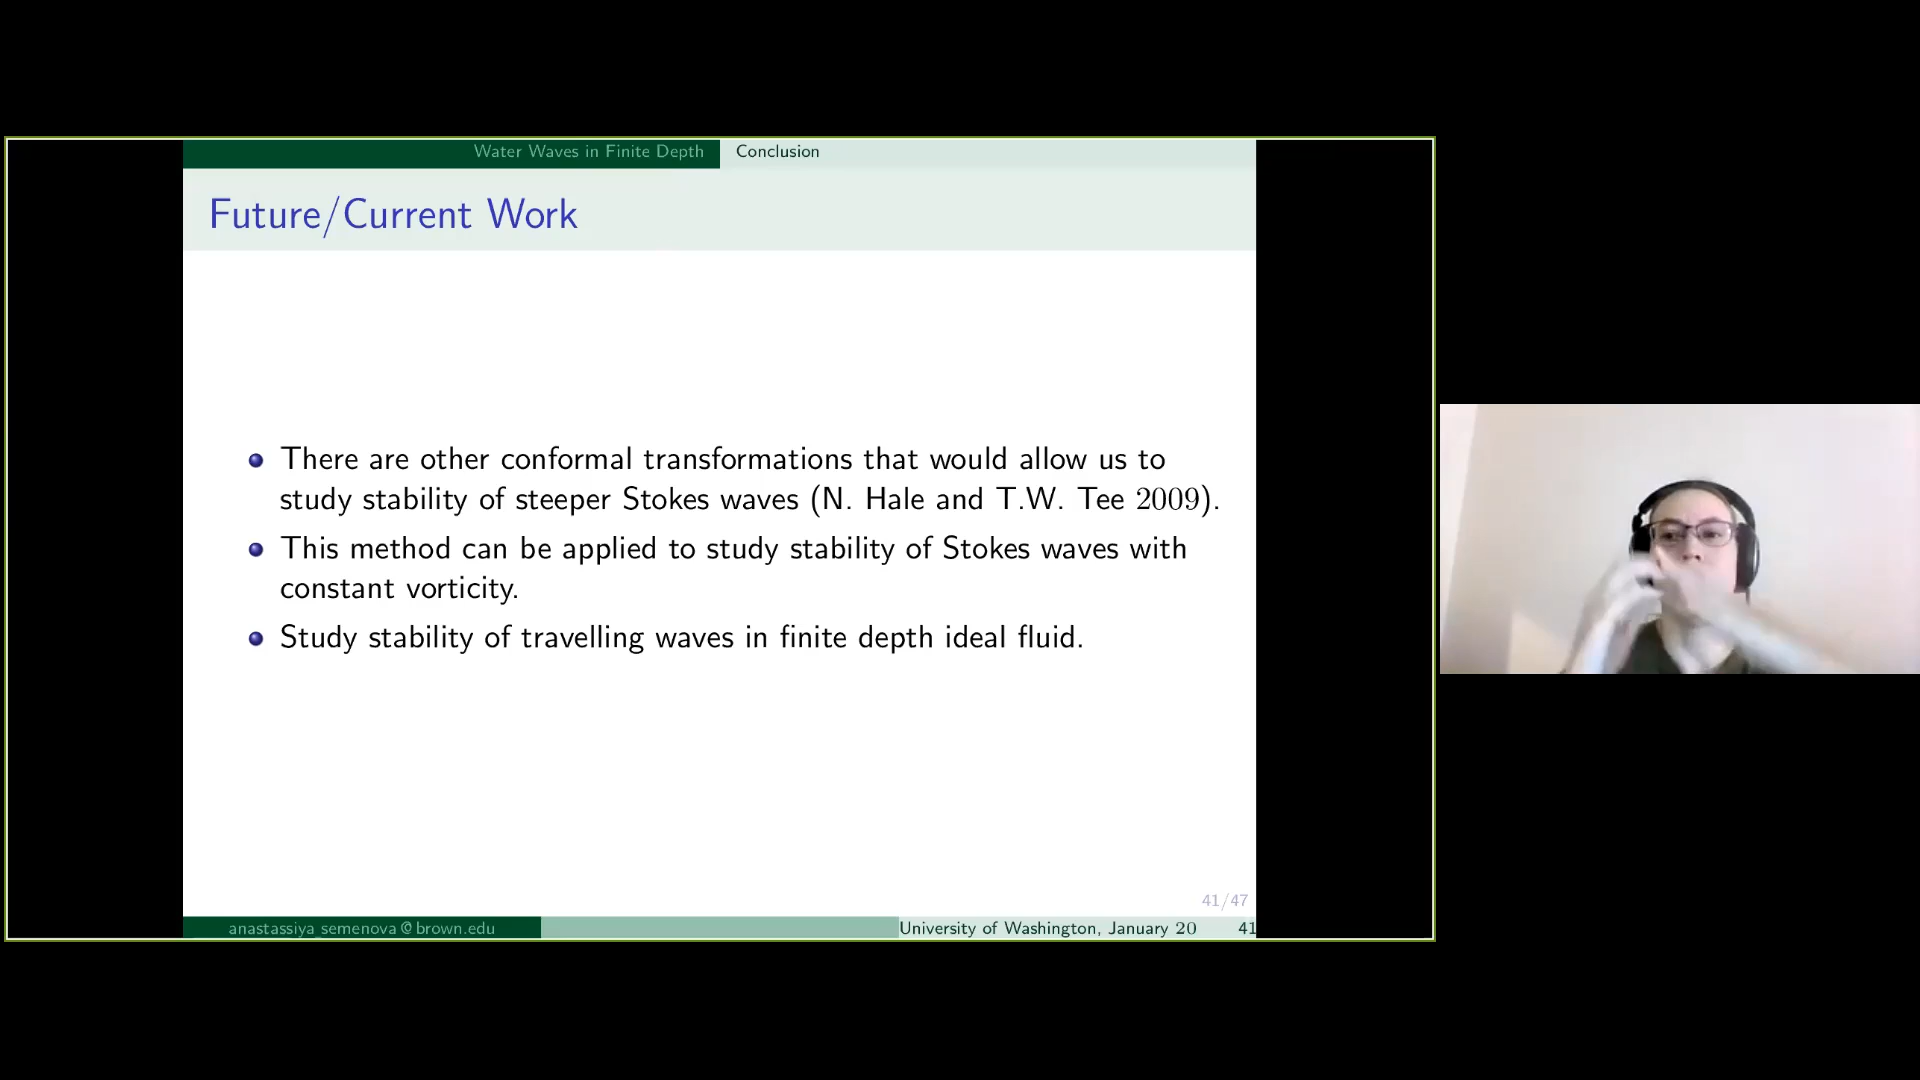 Water Waves in Finite Depth Conclusion
Future/Current Work
There are other conformal transformations that would allow us to
study stability of steeper Stokes waves (N. Hale and T.W. Tee 2009).
This method can be applied to study stability of Stokes waves with
constant vorticity.
Study stability of travelling waves in finite depth ideal fluid.
41/47
anastassiya_semenova@brown.edu University of Washington, January 20 41